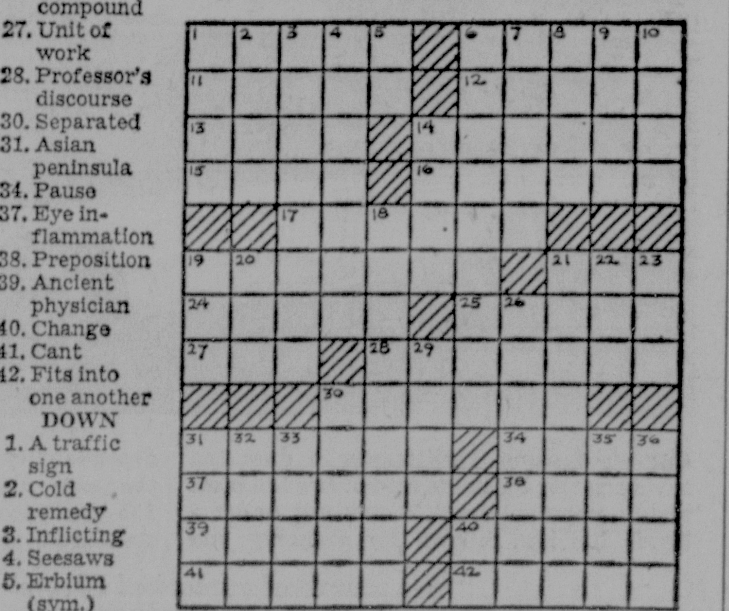 compound
27. Unit of
work
28. Professor's
discourse
30. Separated
31. Asian
peninsula
34. Pause
37. Eye in-
flammation
38. Preposition
39. Ancient
physician
40. Change
41. Cant
42. Fits into
one another
DOWN
1. A traffic
sign
2. Cold
remedy
3. Inflicting
4. Seesaws
5. Erbium
(sym.)
1 2 3 4 5 6 7 8 9 10
11 12
13 14
15 16
17 18
19 20 21 22 23
24 25 26
27 28 29
30
31 32 33 34 35 36
37 38
39 40
41 42